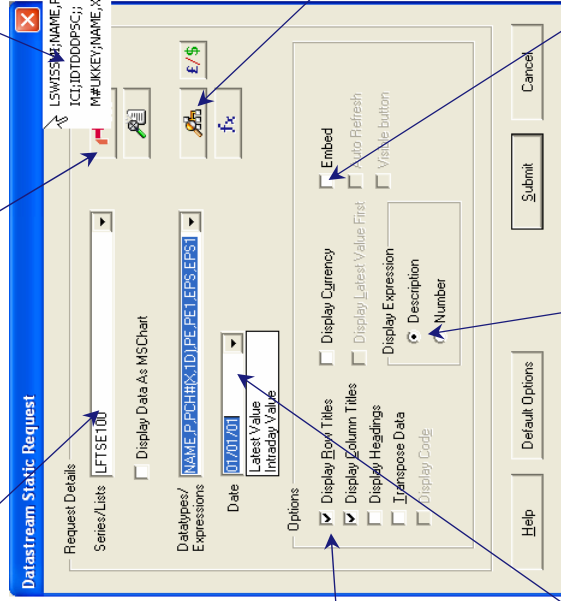 Datastream Static Request
LSWISSMI;NAME,P
ICI;IDTDDDPSC;;
M#UKKEY;NAME,X
Request Details
Series/Lists LFTSE100
Display Data As MSChart
Datatypes/
Expressions NAME,P,PCH#(X,1D),PE,PE1,EPS,EPS1
£/$
fx
Date 01/01/01
Latest Value
Intraday Value
Options
Display Row Titles
Display Column Titles
Display Headings
Transpose Data
Display Code
Display Currency
Display Latest Value First
Display Expression
Description
Number
Embed
Auto Refresh
Visible button
Help
Default Options
Submit
Cancel